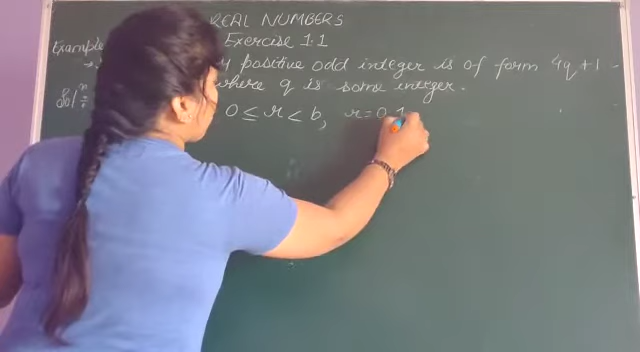 REAL NUMBERS
Exercise 1.1
Example
positive odd integer is of form 4q + 1
where q is some integer.
Solⁿ:
0 ≤ r < b, r = 0, 1